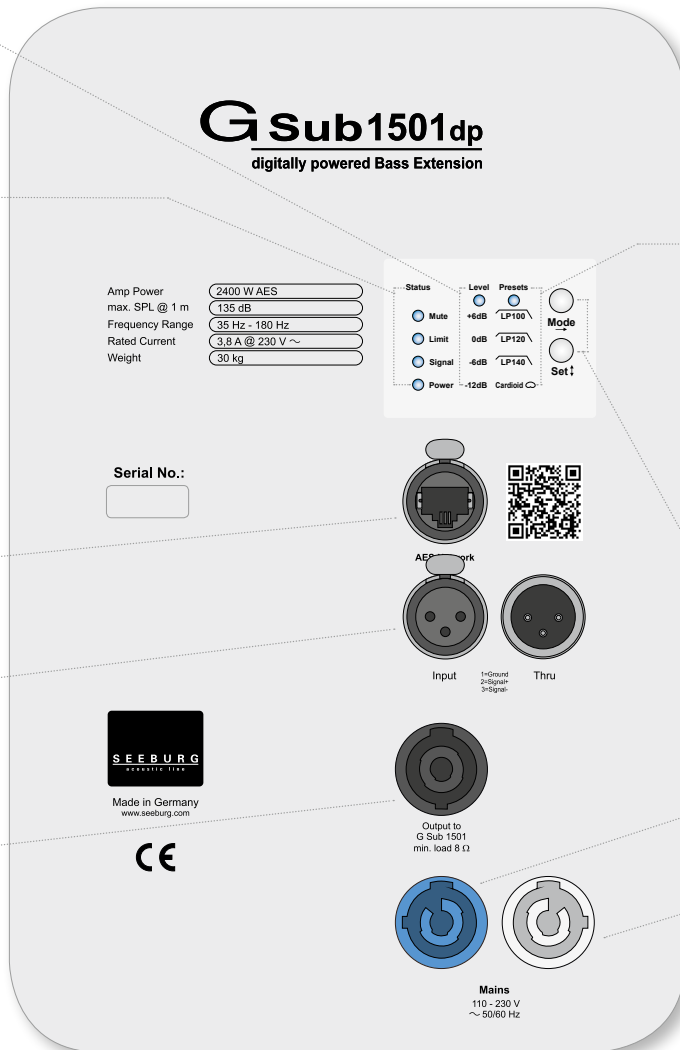 G Sub1501dp
digitally powered Bass Extension
Amp Power 2400 W AES
max. SPL @ 1 m 135 dB
Frequency Range 35 Hz - 180 Hz
Rated Current 3,8 A @ 230 V ～
Weight 30 kg
Status Level Presets
Mute +6dB LP100
Mode
→
Limit 0dB LP120
Signal -6dB LP140
Set↕
Power -12dB Cardioid
Serial No.:
Input
1=Ground
2=Signal+
3=Signal-
Thru
SEEBURG
acoustic line
Made in Germany
www.seeburg.com
CE
Output to
G Sub 1501
min. load 8 Ω
Mains
110 - 230 V
～ 50/60 Hz